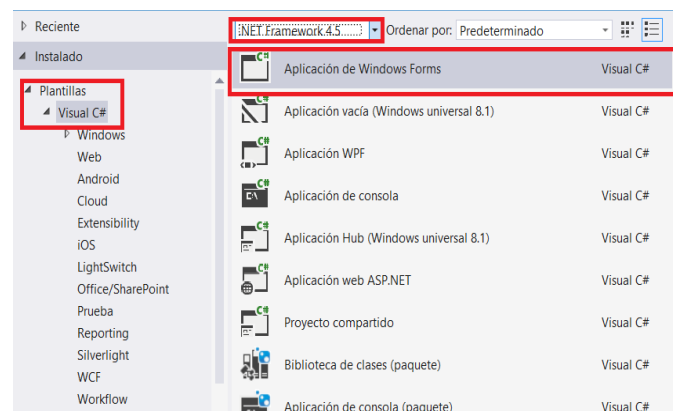 Reciente
.NET Framework 4.5 Ordenar por: Predeterminado
Instalado
Plantillas
Visual C#
Windows
Web
Android
Cloud
Extensibility
iOS
LightSwitch
Office/SharePoint
Prueba
Reporting
Silverlight
WCF
Workflow
Aplicación de Windows Forms Visual C#
Aplicación vacía (Windows universal 8.1) Visual C#
Aplicación WPF Visual C#
Aplicación de consola Visual C#
Aplicación Hub (Windows universal 8.1) Visual C#
Aplicación web ASP.NET Visual C#
Proyecto compartido Visual C#
Biblioteca de clases (paquete) Visual C#
Aplicación de consola (paquete) Visual C#